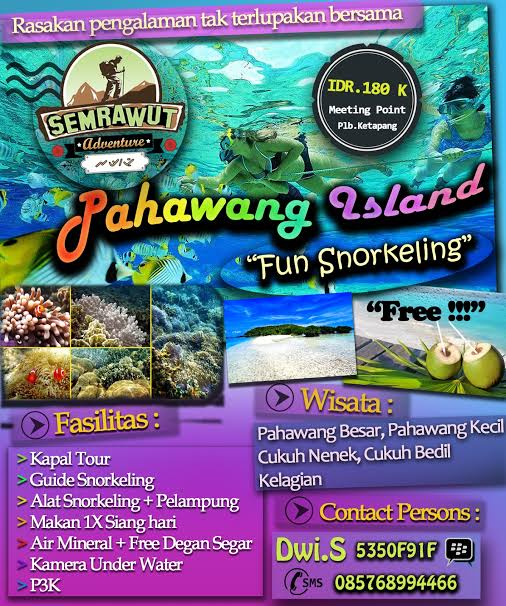 Rasakan pengalaman tak terlupakan bersama
SEMRAWUT
Adventure
IDR.180 K
Meeting Point
Plb.Ketapang
Pahawang Island
“Fun Snorkeling”
“Free !!!”
Fasilitas :
> Kapal Tour
> Guide Snorkeling
> Alat Snorkeling + Pelampung
> Makan 1X Siang hari
> Air Mineral + Free Degan Segar
> Kamera Under Water
> P3K
Wisata :
Pahawang Besar, Pahawang Kecil
Cukuh Nenek, Cukuh Bedil
Kelagian
Contact Persons :
Dwi.S 5350F91F
SMS 085768994466